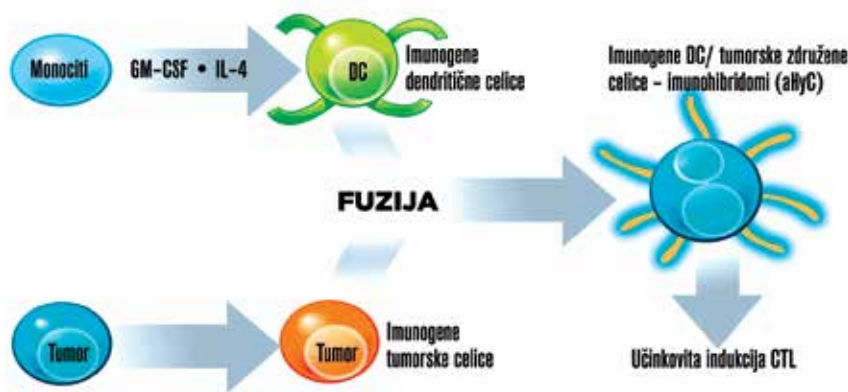 Monociti
GM-CSF • IL-4
DC
Imunogene
dendritične celice
Imunogene DC/ tumorske združene
celice – imunohibridomi (aHyC)
FUZIJA
Tumor
Tumor
Imunogene
tumorske celice
Učinkovita indukcija CTL